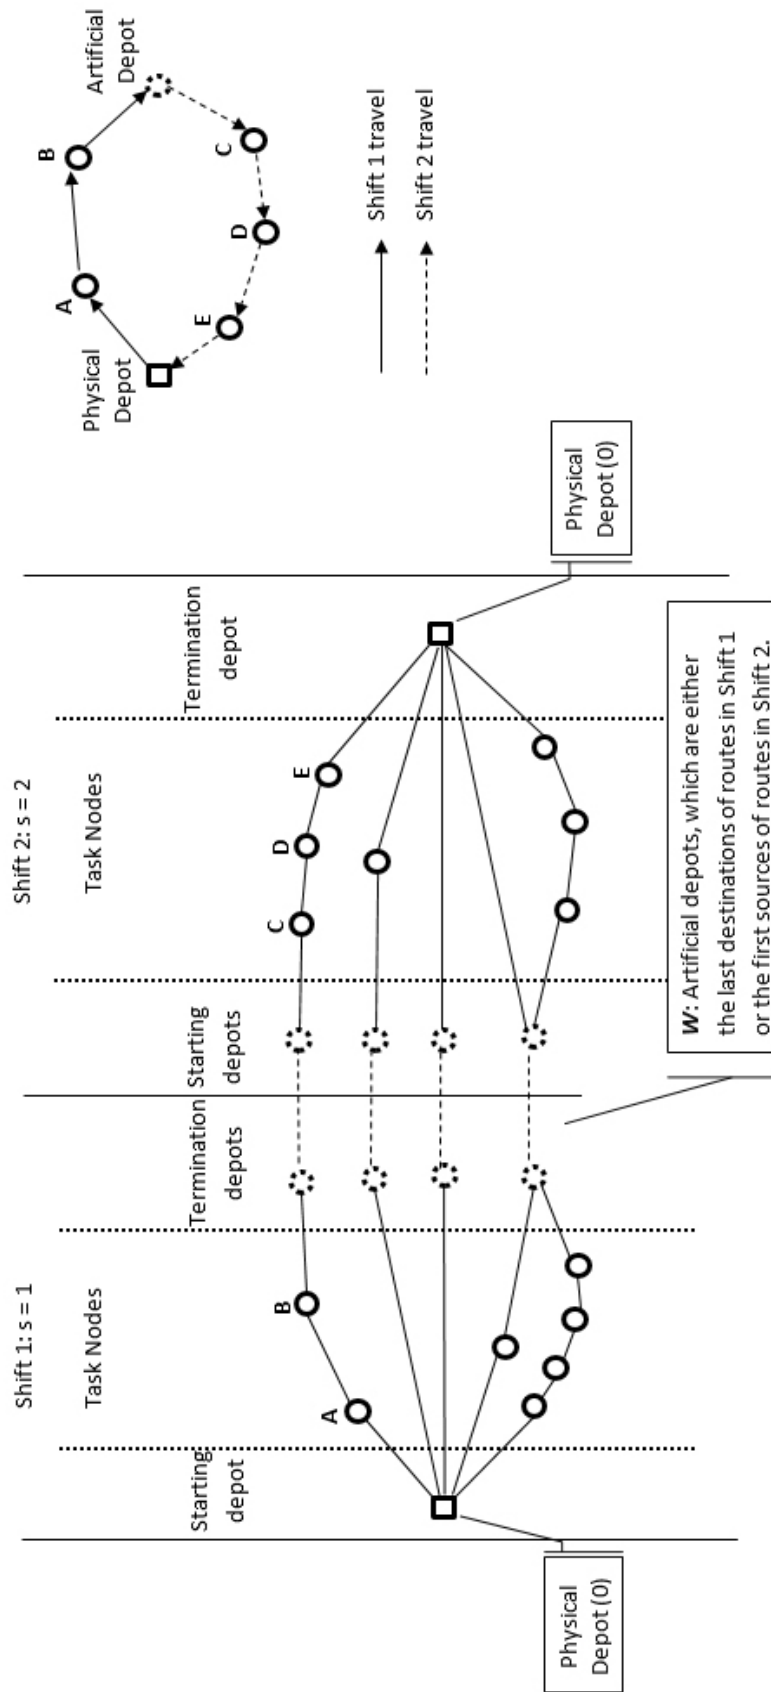 Shift 1: s = 1
Shift 2: s = 2
Starting
depot
Task Nodes
Termination
depots
Starting
depots
Task Nodes
Termination
depot
A
B
C
D
E
Physical
Depot (0)
W: Artificial depots, which are either
the last destinations of routes in Shift 1
or the first sources of routes in Shift 2.
Physical
Depot (0)
Physical
Depot
A
B
Artificial
Depot
C
D
E
Shift 1 travel
Shift 2 travel